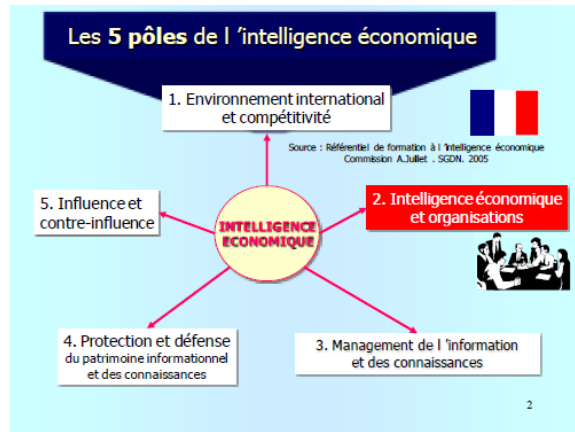 Les 5 pôles de l 'intelligence économique
1. Environnement international
et compétitivité
Source : Référentiel de formation à l 'intelligence économique
Commission A.Juillet . SGDN. 2005
5. Influence et
contre-influence
INTELLIGENCE
ECONOMIQUE
2. Intelligence économique
et organisations
4. Protection et défense
du patrimoine informationnel
et des connaissances
3. Management de l 'information
et des connaissances
2